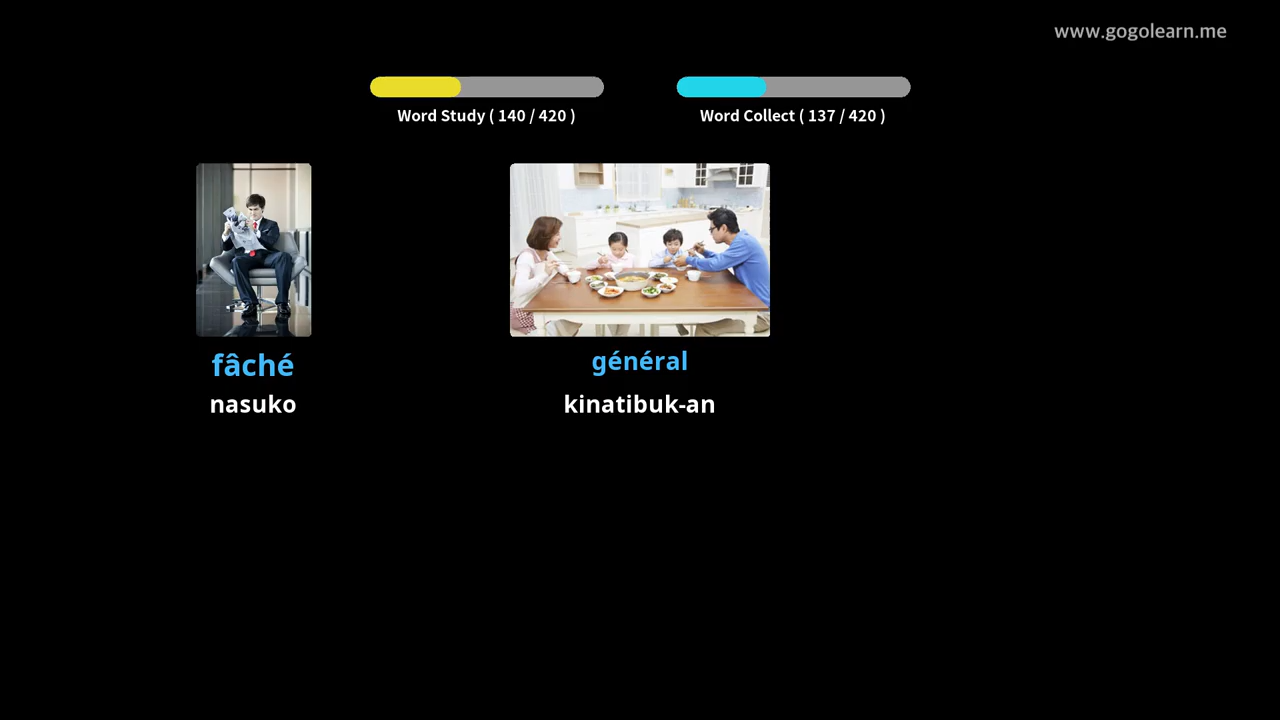 www.gogolearn.me
Word Study ( 140 / 420 )
Word Collect ( 137 / 420 )
fâché
nasuko
général
kinatibuk-an